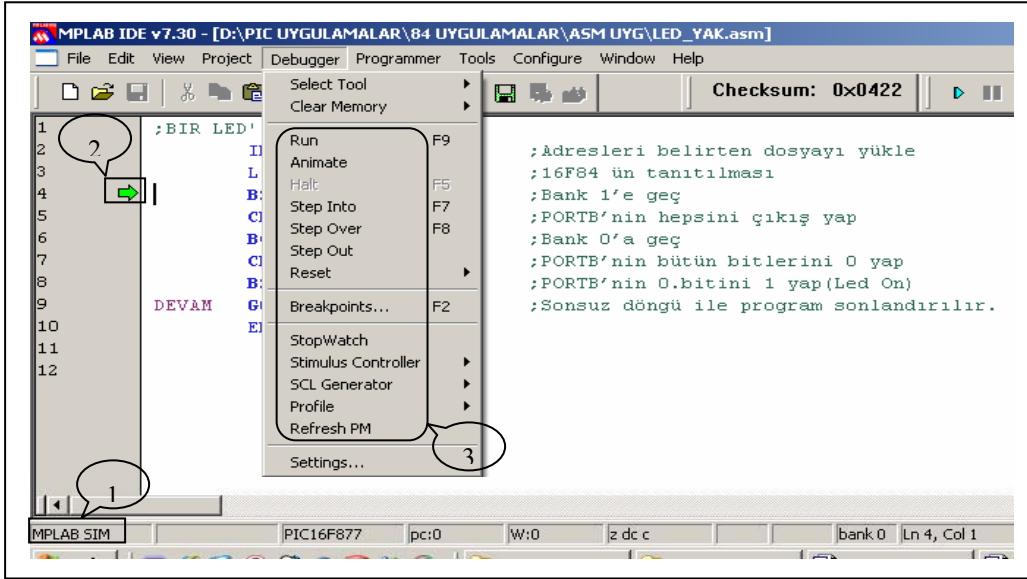 MPLAB IDE v7.30 - [D:\PIC UYGULAMALAR\84 UYGULAMALAR\ASM UYG\LED_YAK.asm]
File Edit View Project Debugger Programmer Tools Configure Window Help
Checksum: 0x0422
Select Tool
Clear Memory
Run F9
Animate
Halt F5
Step Into F7
Step Over F8
Step Out
Reset
Breakpoints... F2
StopWatch
Stimulus Controller
SCL Generator
Profile
Refresh PM
Settings...
1 ;BIR LED'
2 ;Adresleri belirten dosyayı yükle
3 ;16F84 ün tanıtılması
4 ;Bank 1'e geç
5 ;PORTB'nin hepsini çıkış yap
6 ;Bank 0'a geç
7 ;PORTB'nin bütün bitlerini 0 yap
8 ;PORTB'nin 0.bitini 1 yap(Led On)
9 DEVAM ;Sonsuz döngü ile program sonlandırılır.
10
11
12
2
3
1
MPLAB SIM PIC16F877 pc:0 W:0 z dc c bank 0 Ln 4, Col 1